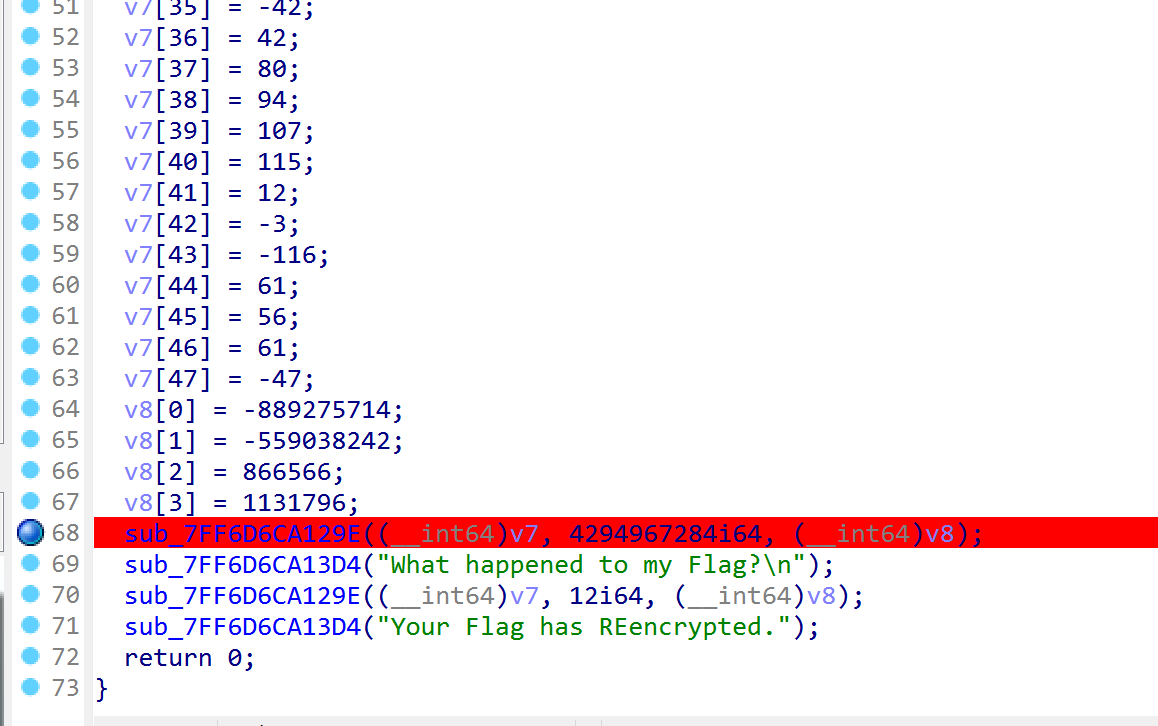 51 v7[35] = -42;
52 v7[36] = 42;
53 v7[37] = 80;
54 v7[38] = 94;
55 v7[39] = 107;
56 v7[40] = 115;
57 v7[41] = 12;
58 v7[42] = -3;
59 v7[43] = -116;
60 v7[44] = 61;
61 v7[45] = 56;
62 v7[46] = 61;
63 v7[47] = -47;
64 v8[0] = -889275714;
65 v8[1] = -559038242;
66 v8[2] = 866566;
67 v8[3] = 1131796;
68 sub_7FF6D6CA129E((__int64)v7, 4294967284i64, (__int64)v8);
69 sub_7FF6D6CA13D4("What happened to my Flag?\n");
70 sub_7FF6D6CA129E((__int64)v7, 12i64, (__int64)v8);
71 sub_7FF6D6CA13D4("Your Flag has REencrypted.");
72 return 0;
73 }